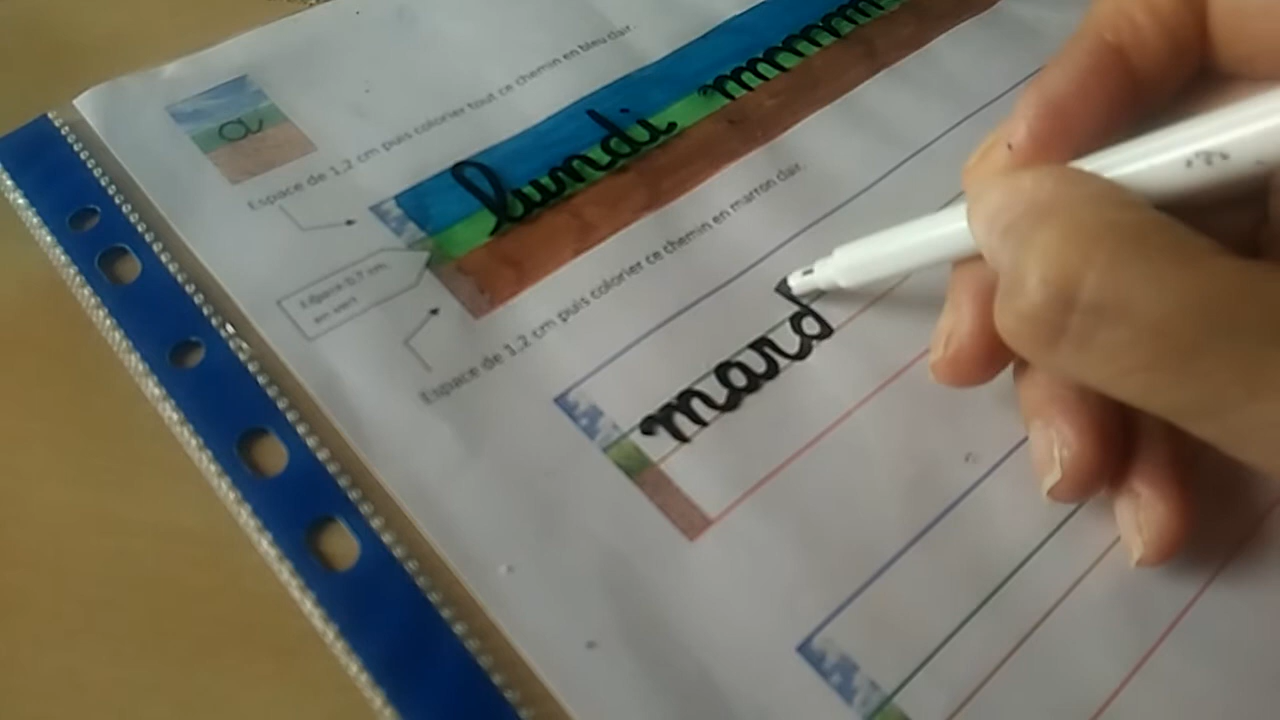 a
Espace de 1,2 cm puis colorier tout ce chemin en bleu clair.
lundi mmmm
Espace 0,7 cm
en vert
Espace de 1,2 cm puis colorier ce chemin en marron clair.
mard